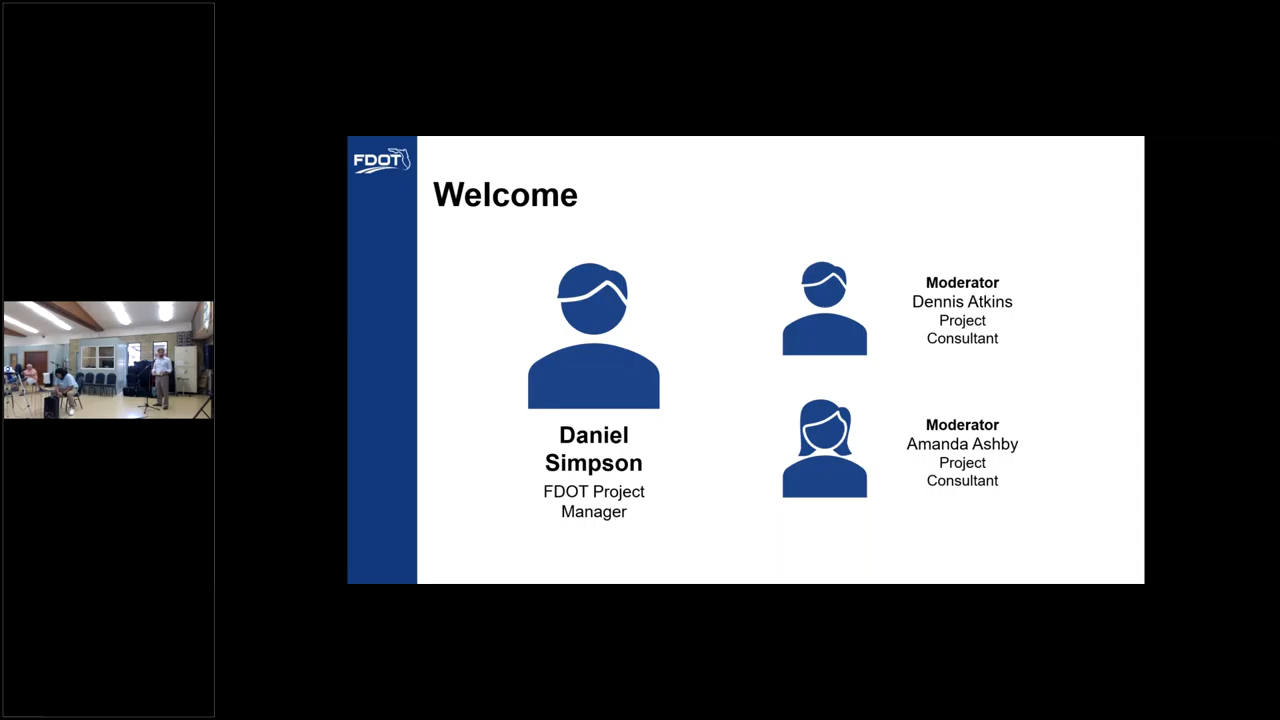 FDOT
Welcome
Daniel
Simpson
FDOT Project
Manager
Moderator
Dennis Atkins
Project
Consultant
Moderator
Amanda Ashby
Project
Consultant